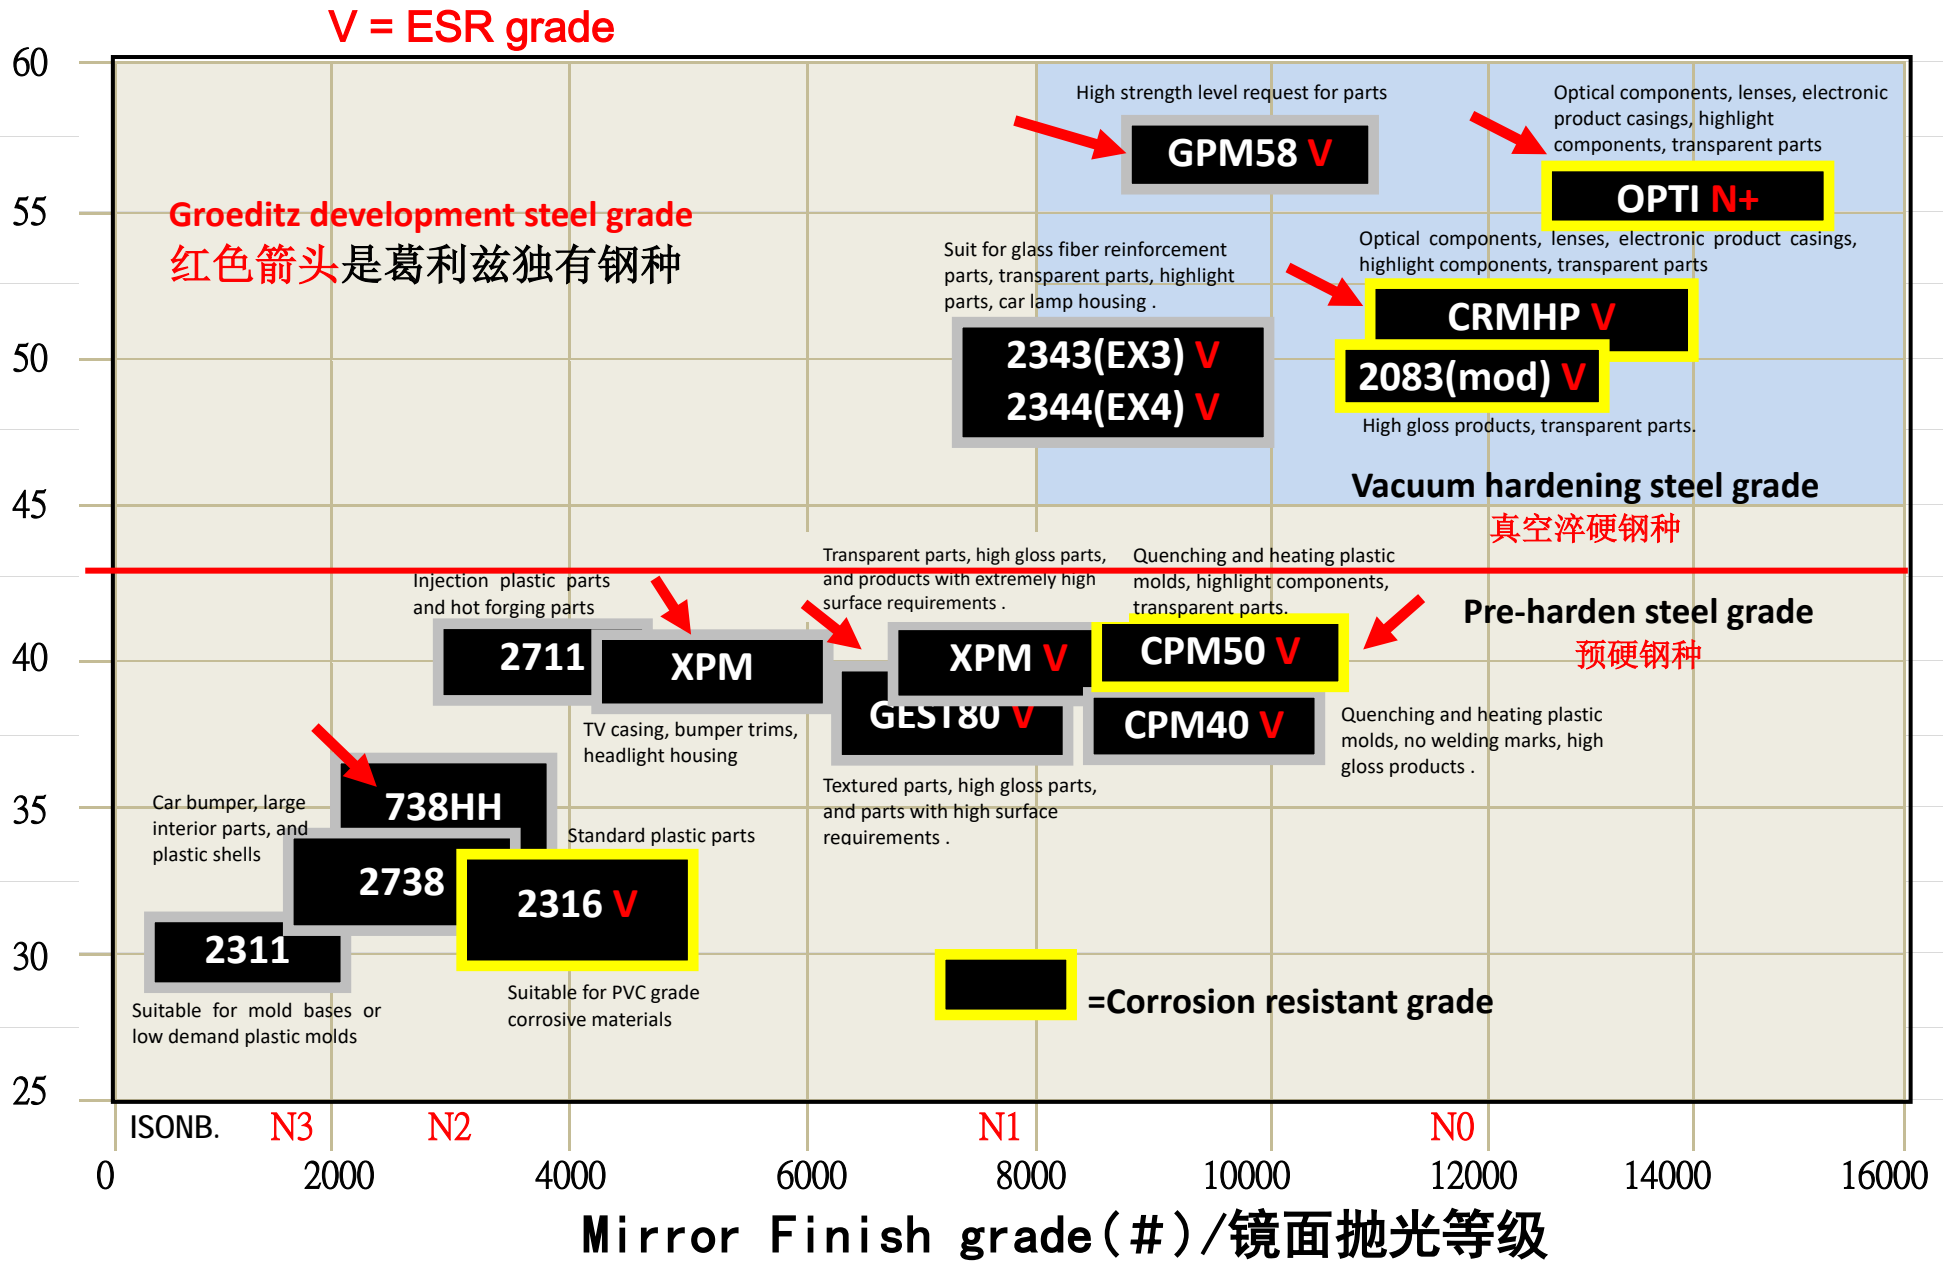 V = ESR grade
60
55
50
45
40
35
30
25
High strength level request for parts
GPM58 V
Optical components, lenses, electronic
product casings, highlight
components, transparent parts
OPTI N+
Groeditz development steel grade
红色箭头是葛利兹独有钢种
Suit for glass fiber reinforcement
parts, transparent parts, highlight
parts, car lamp housing .
2343(EX3) V
2344(EX4) V
Optical components, lenses, electronic product casings,
highlight components, transparent parts
CRMHP V
2083(mod) V
High gloss products, transparent parts.
Vacuum hardening steel grade
真空淬硬钢种
Injection plastic parts
and hot forging parts
2711
XPM
TV casing, bumper trims,
headlight housing
Transparent parts, high gloss parts,
and products with extremely high
surface requirements .
XPM V
GEST80 V
Textured parts, high gloss parts,
and parts with high surface
requirements .
Quenching and heating plastic
molds, highlight components,
transparent parts.
CPM50 V
CPM40 V
Quenching and heating plastic
molds, no welding marks, high
gloss products .
Pre-harden steel grade
预硬钢种
Car bumper, large
interior parts, and
plastic shells
738HH
2738
Standard plastic parts
2316 V
Suitable for PVC grade
corrosive materials
2311
Suitable for mold bases or
low demand plastic molds
=Corrosion resistant grade
ISONB. N3 N2 N1 N0
0 2000 4000 6000 8000 10000 12000 14000 16000
Mirror Finish grade(#)/镜面抛光等级